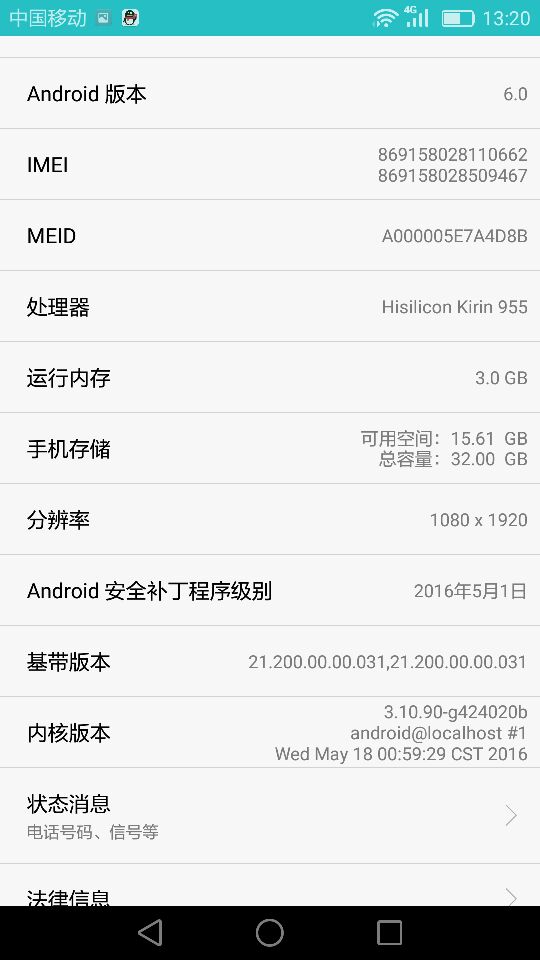 中国移动 4G 13:20
Android 版本 6.0
IMEI 869158028110662
869158028509467
MEID A000005E7A4D8B
处理器 Hisilicon Kirin 955
运行内存 3.0 GB
手机存储 可用空间：15.61 GB
总容量：32.00 GB
分辨率 1080 x 1920
Android 安全补丁程序级别 2016年5月1日
基带版本 21.200.00.00.031,21.200.00.00.031
内核版本 3.10.90-g424020b
android@localhost #1
Wed May 18 00:59:29 CST 2016
状态消息
电话号码、信号等
法律信息